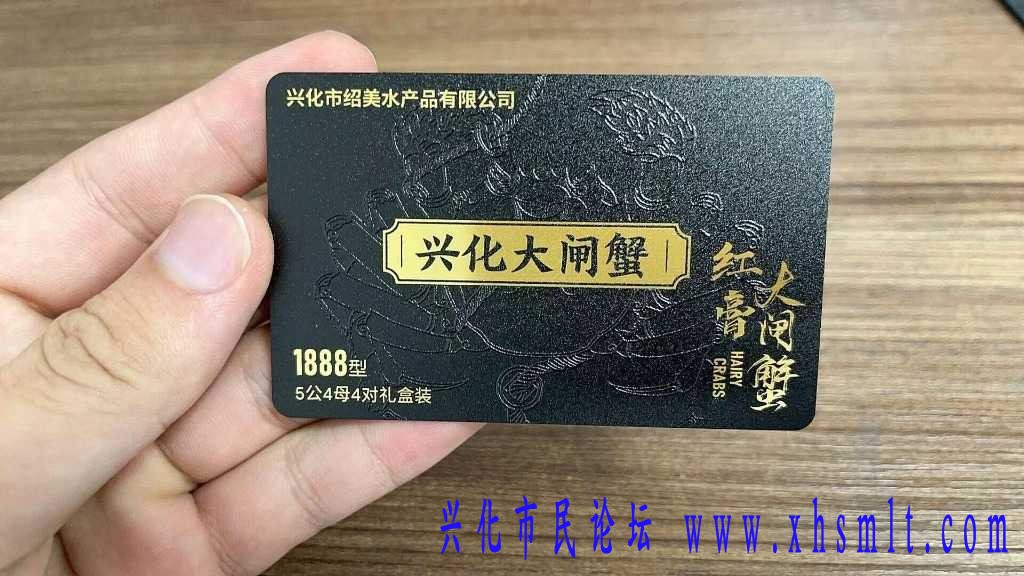 兴化市绍美水产品有限公司
兴化大闸蟹
红膏
大闸蟹
HAIRY
CRABS
1888型
5公4母4对礼盒装
兴化市民论坛 www.xhsmlt.com